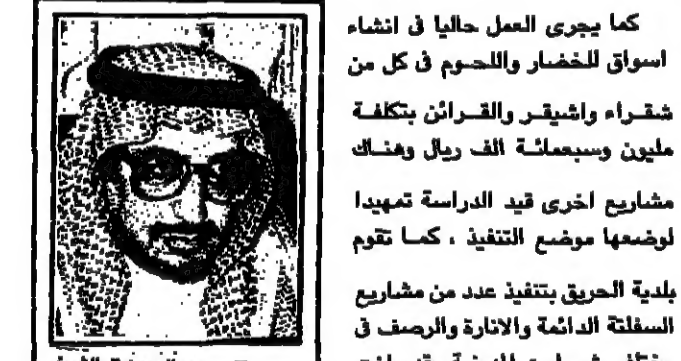 كما يجرى العمل حاليا فى انشاء
اسواق للخضار واللحوم فى كل من
شقراء واشيقر والقرائن بتكلفة
مليون وسبعمائة الف ريال وهناك
مشاريع اخرى قيد الدراسة تمهيدا
لوضعها موضع التنفيذ ، كما تقوم
بلدية الحريق بتنفيذ عدد من مشاريع
السفلتة الدائمة والانارة والرصف فى